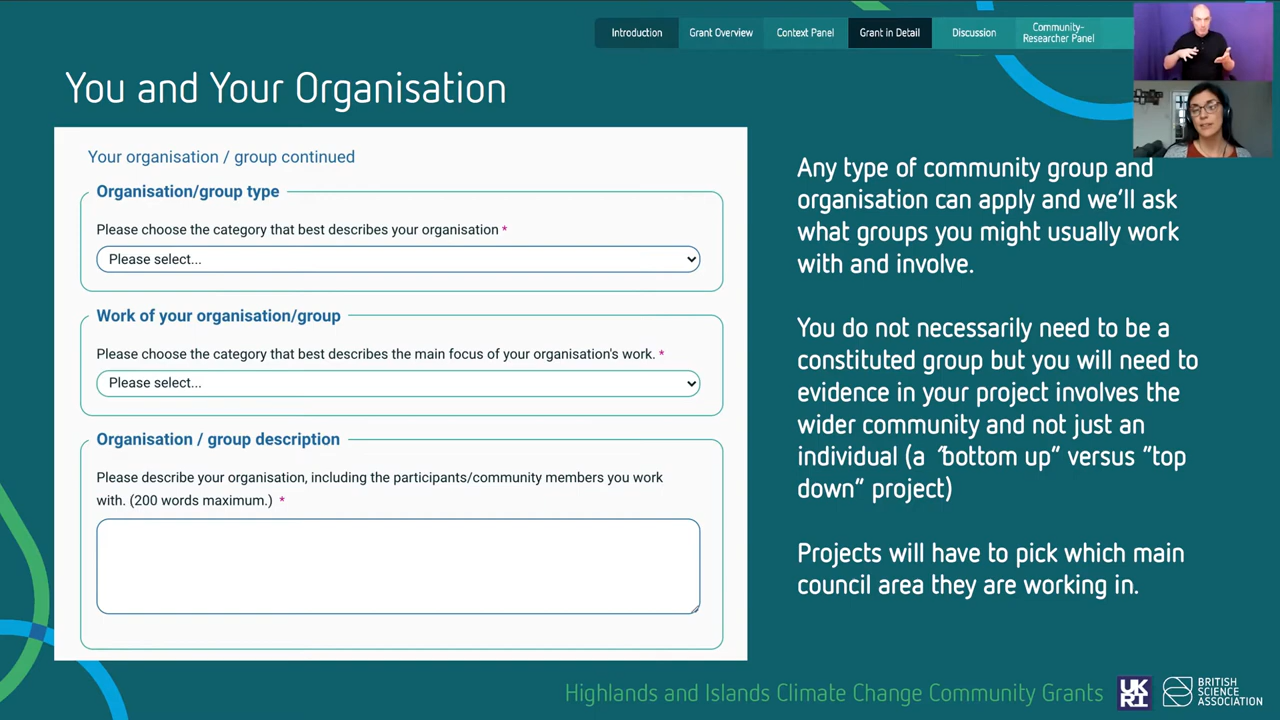 Introduction
Grant Overview
Context Panel
Grant in Detail
Discussion
Community-
Researcher Panel
You and Your Organisation
Your organisation / group continued
Organisation/group type
Please choose the category that best describes your organisation *
Please select...
Work of your organisation/group
Please choose the category that best describes the main focus of your organisation's work. *
Please select...
Organisation / group description
Please describe your organisation, including the participants/community members you work
with. (200 words maximum.) *
Any type of community group and
organisation can apply and we'll ask
what groups you might usually work
with and involve.
You do not necessarily need to be a
constituted group but you will need to
evidence in your project involves the
wider community and not just an
individual (a "bottom up" versus "top
down" project)
Projects will have to pick which main
council area they are working in.
Highlands and Islands Climate Change Community Grants
UK
RI
BRITISH
SCIENCE
ASSOCIATION